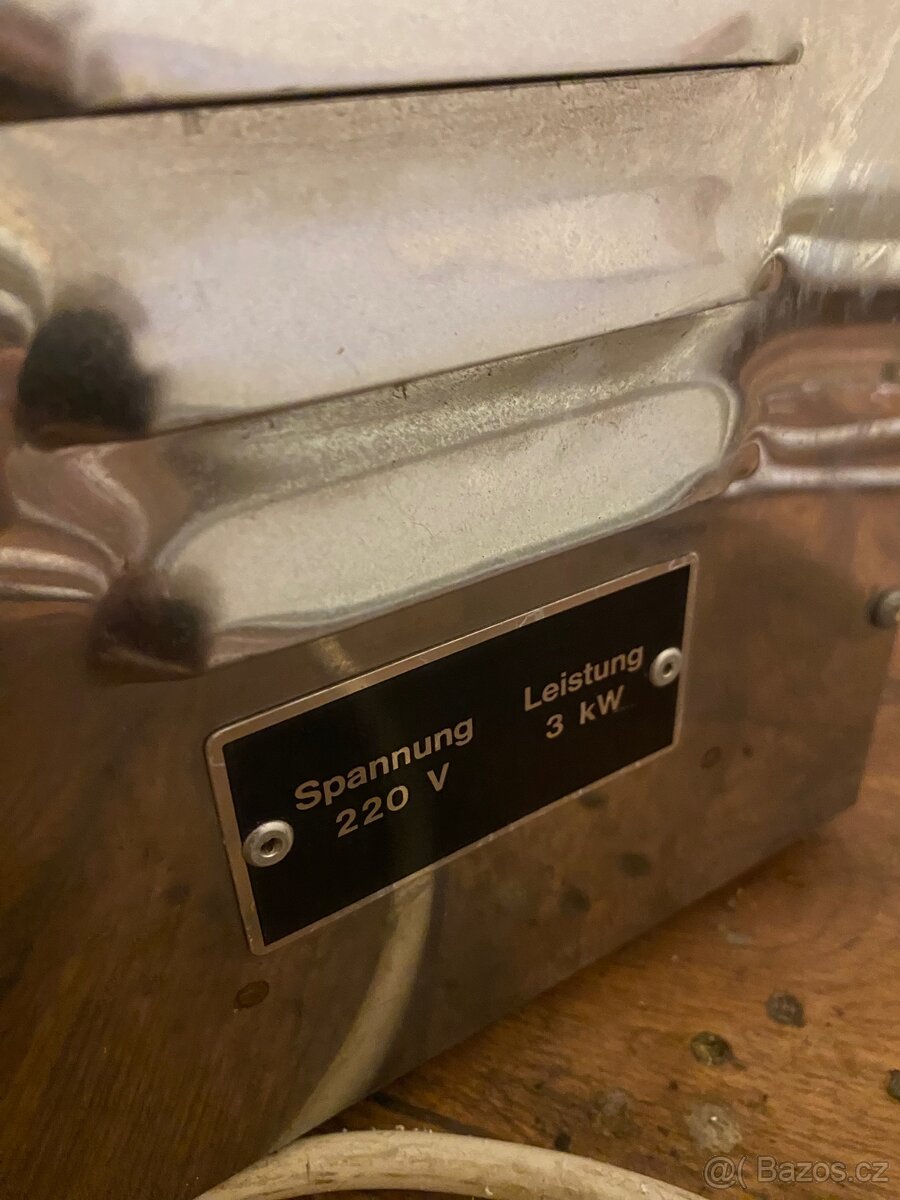 Spannung
220 V
Leistung
3 kW
@( Bazos.cz